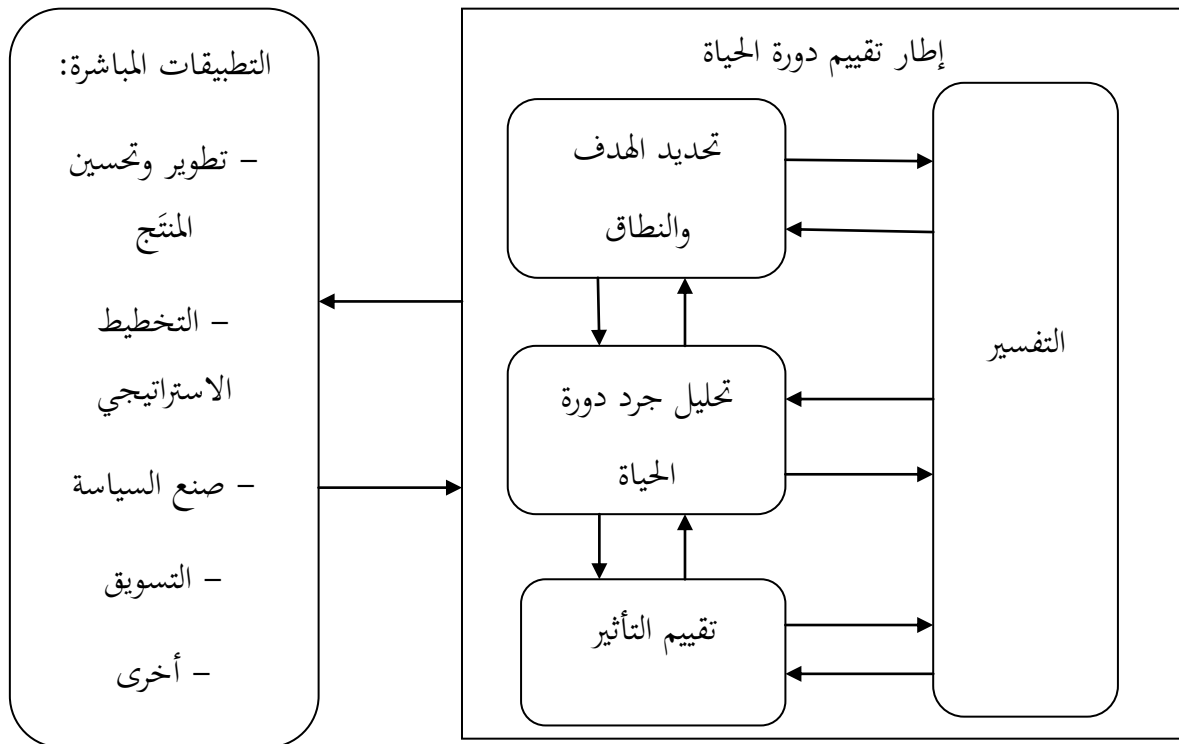 إطار تقييم دورة الحياة
تحديد الهدف
والنطاق
تحليل جرد دورة
الحياة
تقييم التأثير
التفسير
التطبيقات المباشرة:
– تطوير وتحسين
المنتَج
– التخطيط
الاستراتيجي
– صنع السياسة
– التسويق
– أخرى